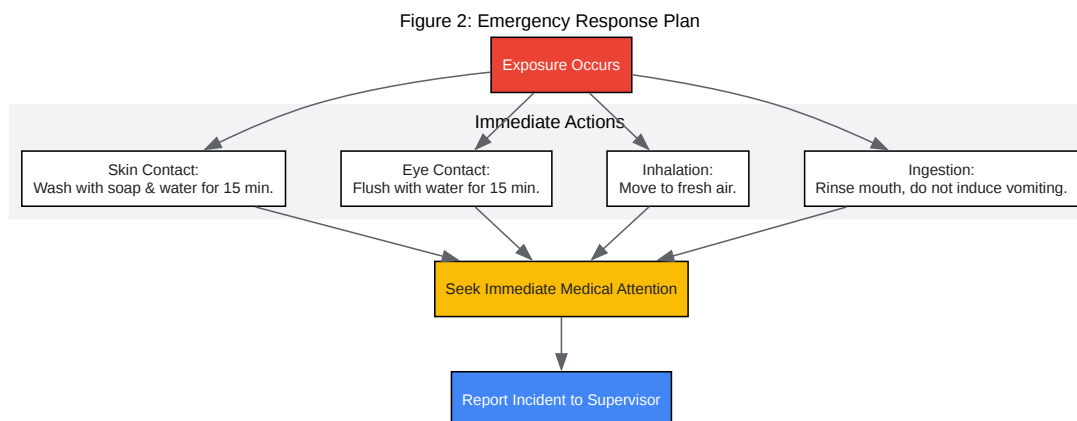 Figure 2: Emergency Response Plan
Exposure Occurs
Immediate Actions
Skin Contact:
Wash with soap & water for 15 min.
Eye Contact:
Flush with water for 15 min.
Inhalation:
Move to fresh air.
Ingestion:
Rinse mouth, do not induce vomiting.
Seek Immediate Medical Attention
Report Incident to Supervisor